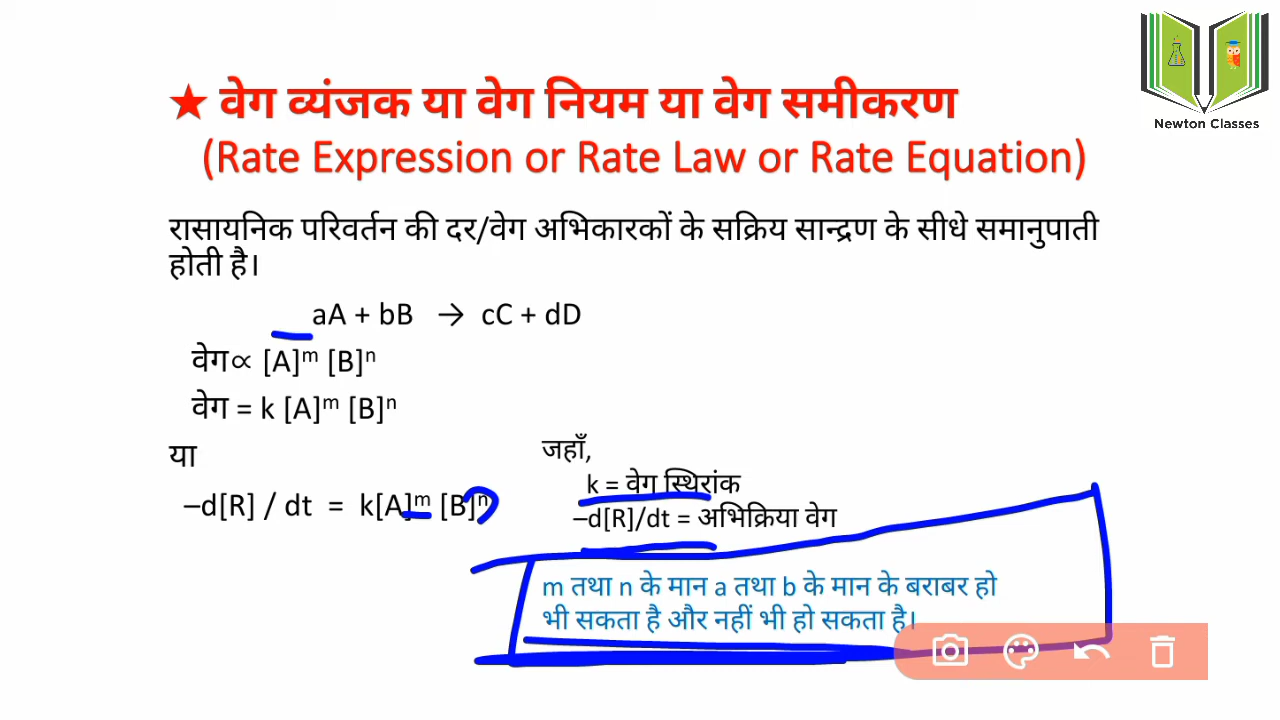 Newton Classes
★ वेग व्यंजक या वेग नियम या वेग समीकरण
(Rate Expression or Rate Law or Rate Equation)
रासायनिक परिवर्तन की दर/वेग अभिकारकों के सक्रिय सान्द्रण के सीधे समानुपाती
होती है।
aA + bB → cC + dD
वेग∝ [A]ᵐ [B]ⁿ
वेग = k [A]ᵐ [B]ⁿ
या
–d[R] / dt = k[A]ᵐ [B]ⁿ
जहाँ,
k = वेग स्थिरांक
–d[R]/dt = अभिक्रिया वेग
m तथा n के मान a तथा b के मान के बराबर हो
भी सकता है और नहीं भी हो सकता है।